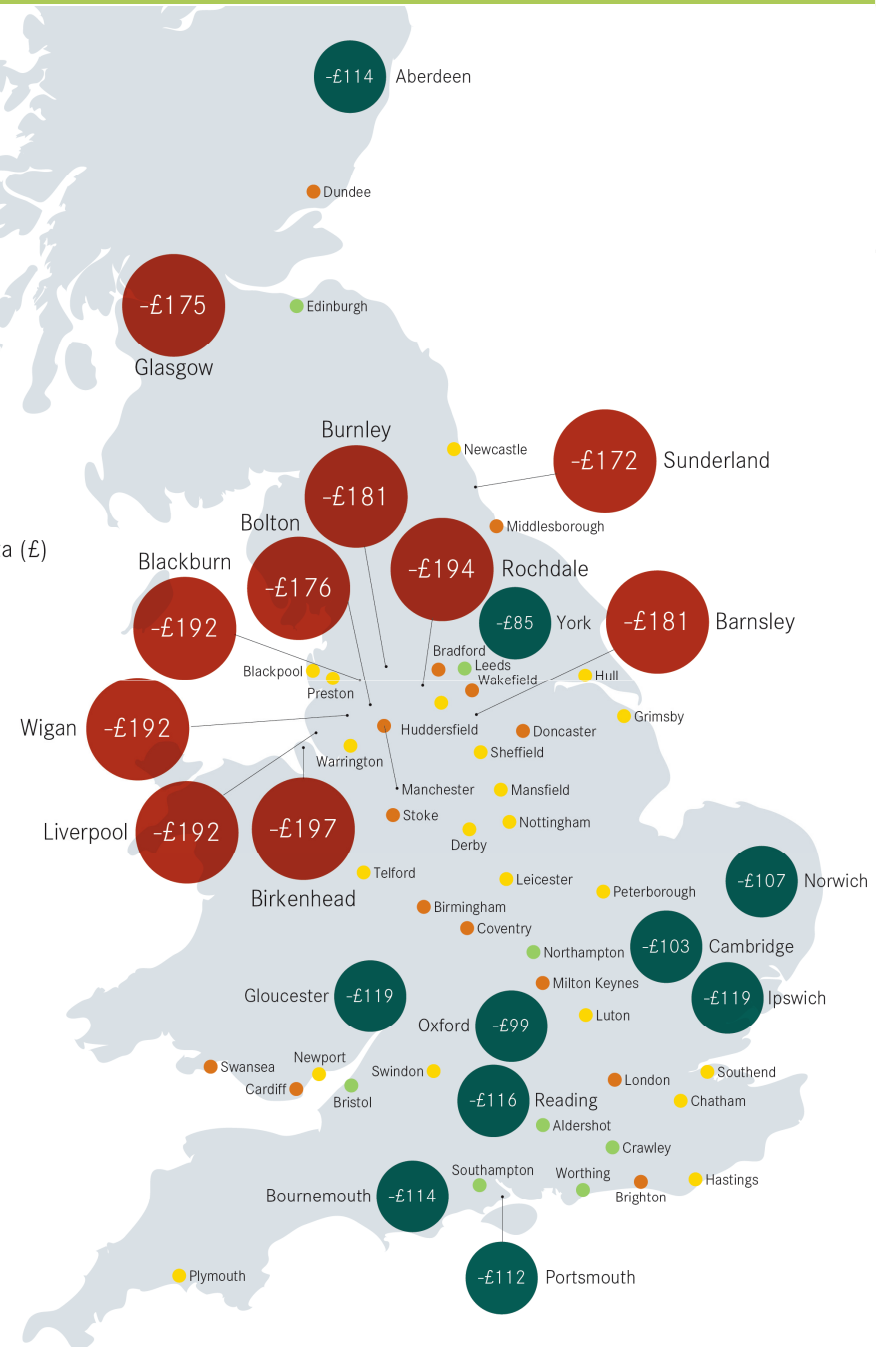 -£114 Aberdeen
Dundee
-£175
Glasgow
Edinburgh
Burnley
-£181
Newcastle
-£172 Sunderland
Bolton
-£176
Middlesborough
a (£)
Blackburn
-£192
-£194 Rochdale
-£85 York
-£181 Barnsley
Bradford
Leeds
Blackpool
Preston
Wakefield
Hull
Wigan -£192
Huddersfield
Grimsby
Doncaster
Warrington
Sheffield
Manchester
Mansfield
Liverpool -£192
-£197
Birkenhead
Stoke
Nottingham
Derby
Telford
Leicester
Peterborough
-£107 Norwich
Birmingham
Coventry
Northampton
-£103 Cambridge
Milton Keynes
Gloucester -£119
-£119 Ipswich
Oxford -£99
Luton
Swansea
Newport
Cardiff
Bristol
Swindon
London
Southend
-£116 Reading
Chatham
Aldershot
Crawley
Southampton
Worthing
Brighton
Hastings
Bournemouth -£114
Plymouth
-£112 Portsmouth